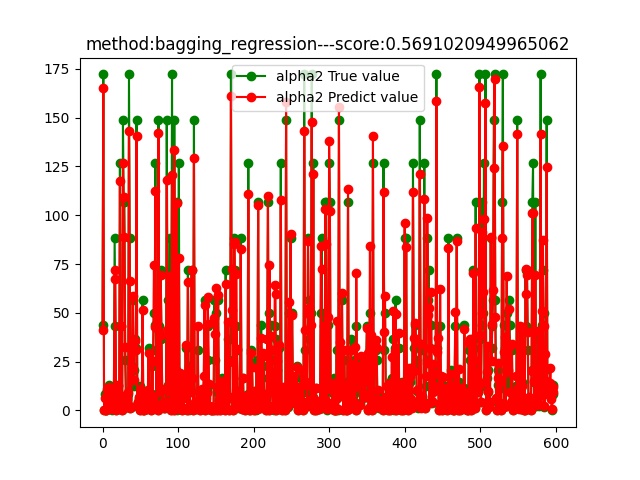 method:bagging_regression---score:0.5691020949965062
alpha2 True value
alpha2 Predict value
175
150
125
100
75
50
25
0
0 100 200 300 400 500 600